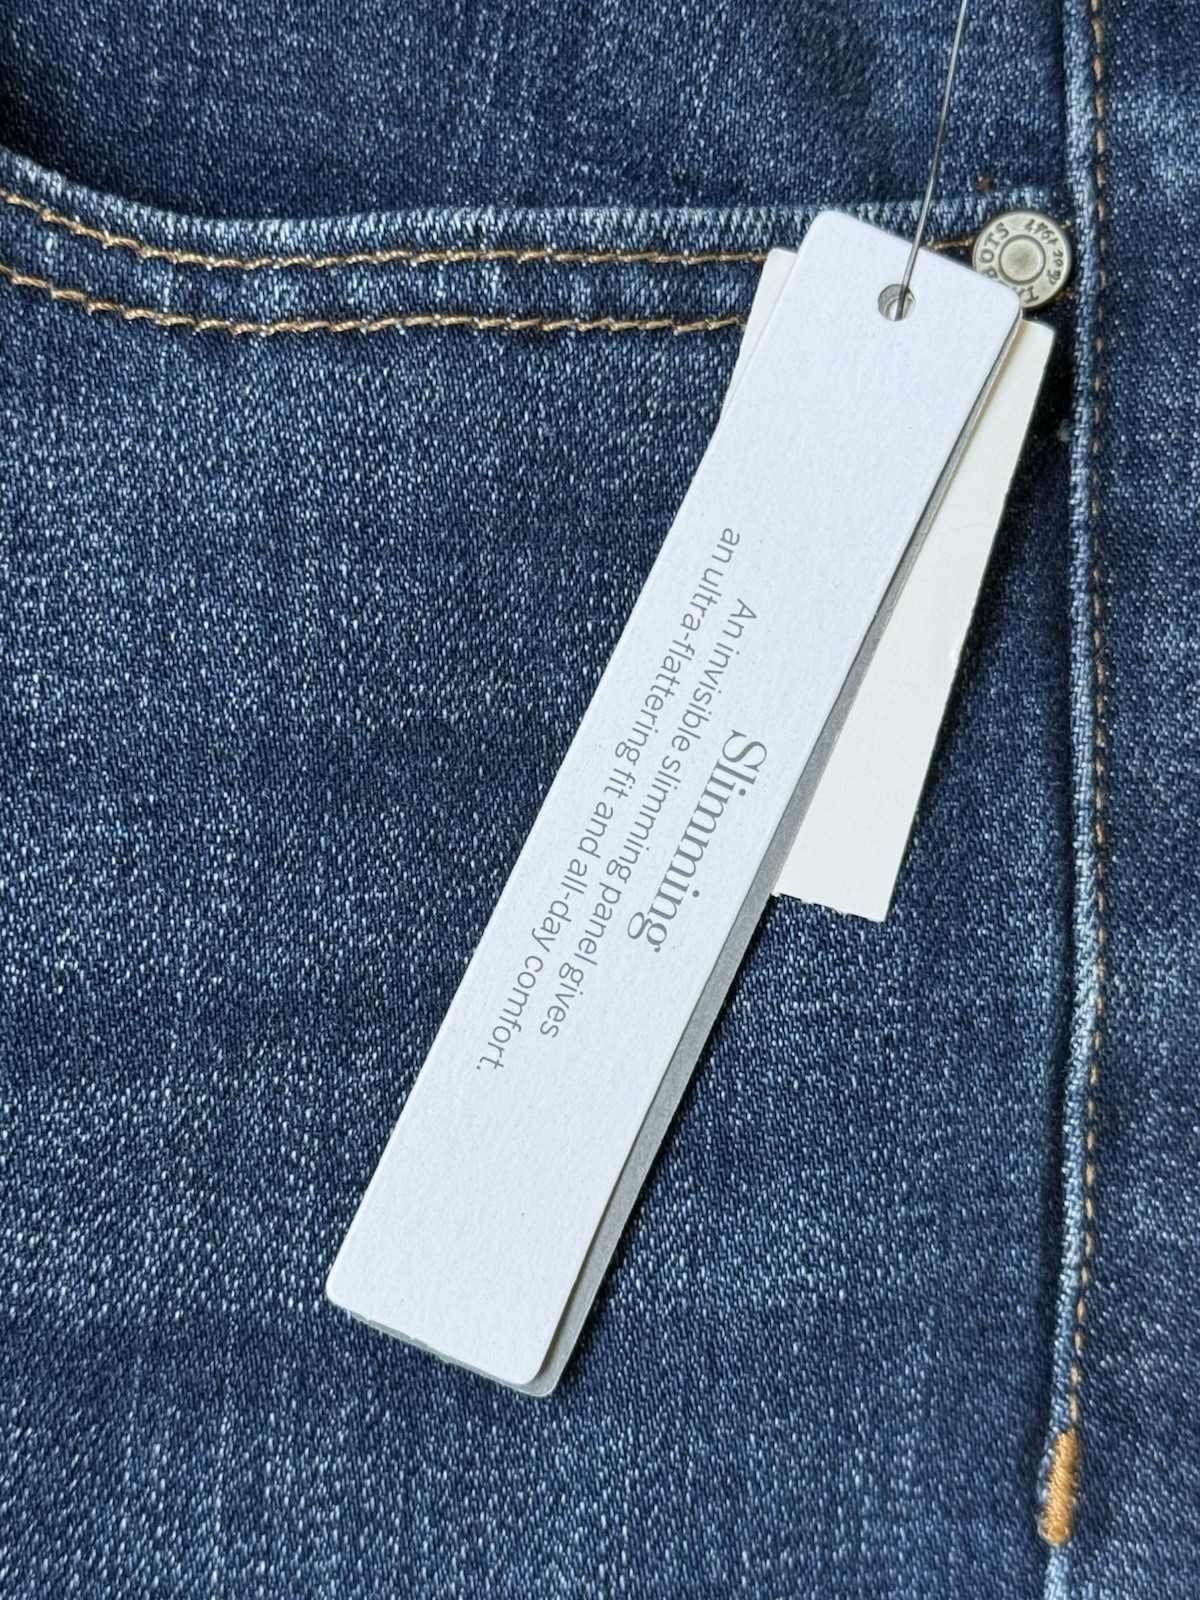 Slimming
An invisible slimming panel gives
an ultra-flattering fit and all-day comfort.